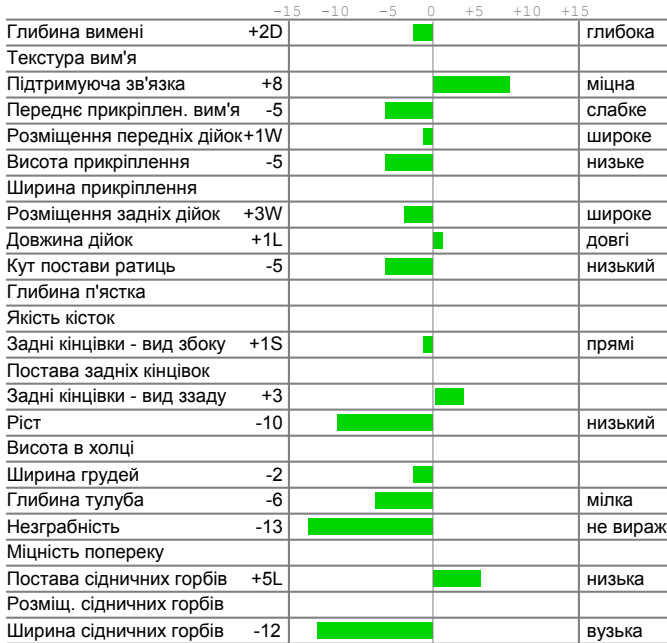 -15 -10 -5 0 +5 +10 +15
Глибина вимені +2D глибока
Текстура вим'я
Підтримуюча зв'язка +8 міцна
Переднє прикріплен. вим'я -5 слабке
Розміщення передніх дійок+1W широке
Висота прикріплення -5 низьке
Ширина прикріплення
Розміщення задніх дійок +3W широке
Довжина дійок +1L довгі
Кут постави ратиць -5 низький
Глибина п'ястка
Якість кісток
Задні кінцівки - вид збоку +1S прямі
Постава задніх кінцівок
Задні кінцівки - вид ззаду +3
Ріст -10 низький
Висота в холці
Ширина грудей -2
Глибина тулуба -6 мілка
Незграбність -13 не вираж
Міцність попереку
Постава сідничних горбів +5L низька
Розміщ. сідничних горбів
Ширина сідничних горбів -12 вузька